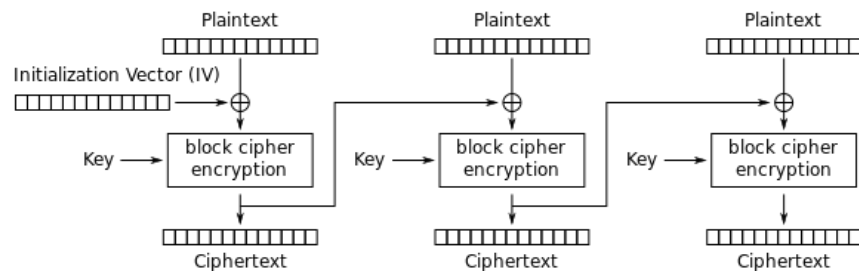 Plaintext
Plaintext
Plaintext
Initialization Vector (IV)
Key
block cipher
encryption
Key
block cipher
encryption
Key
block cipher
encryption
Ciphertext
Ciphertext
Ciphertext